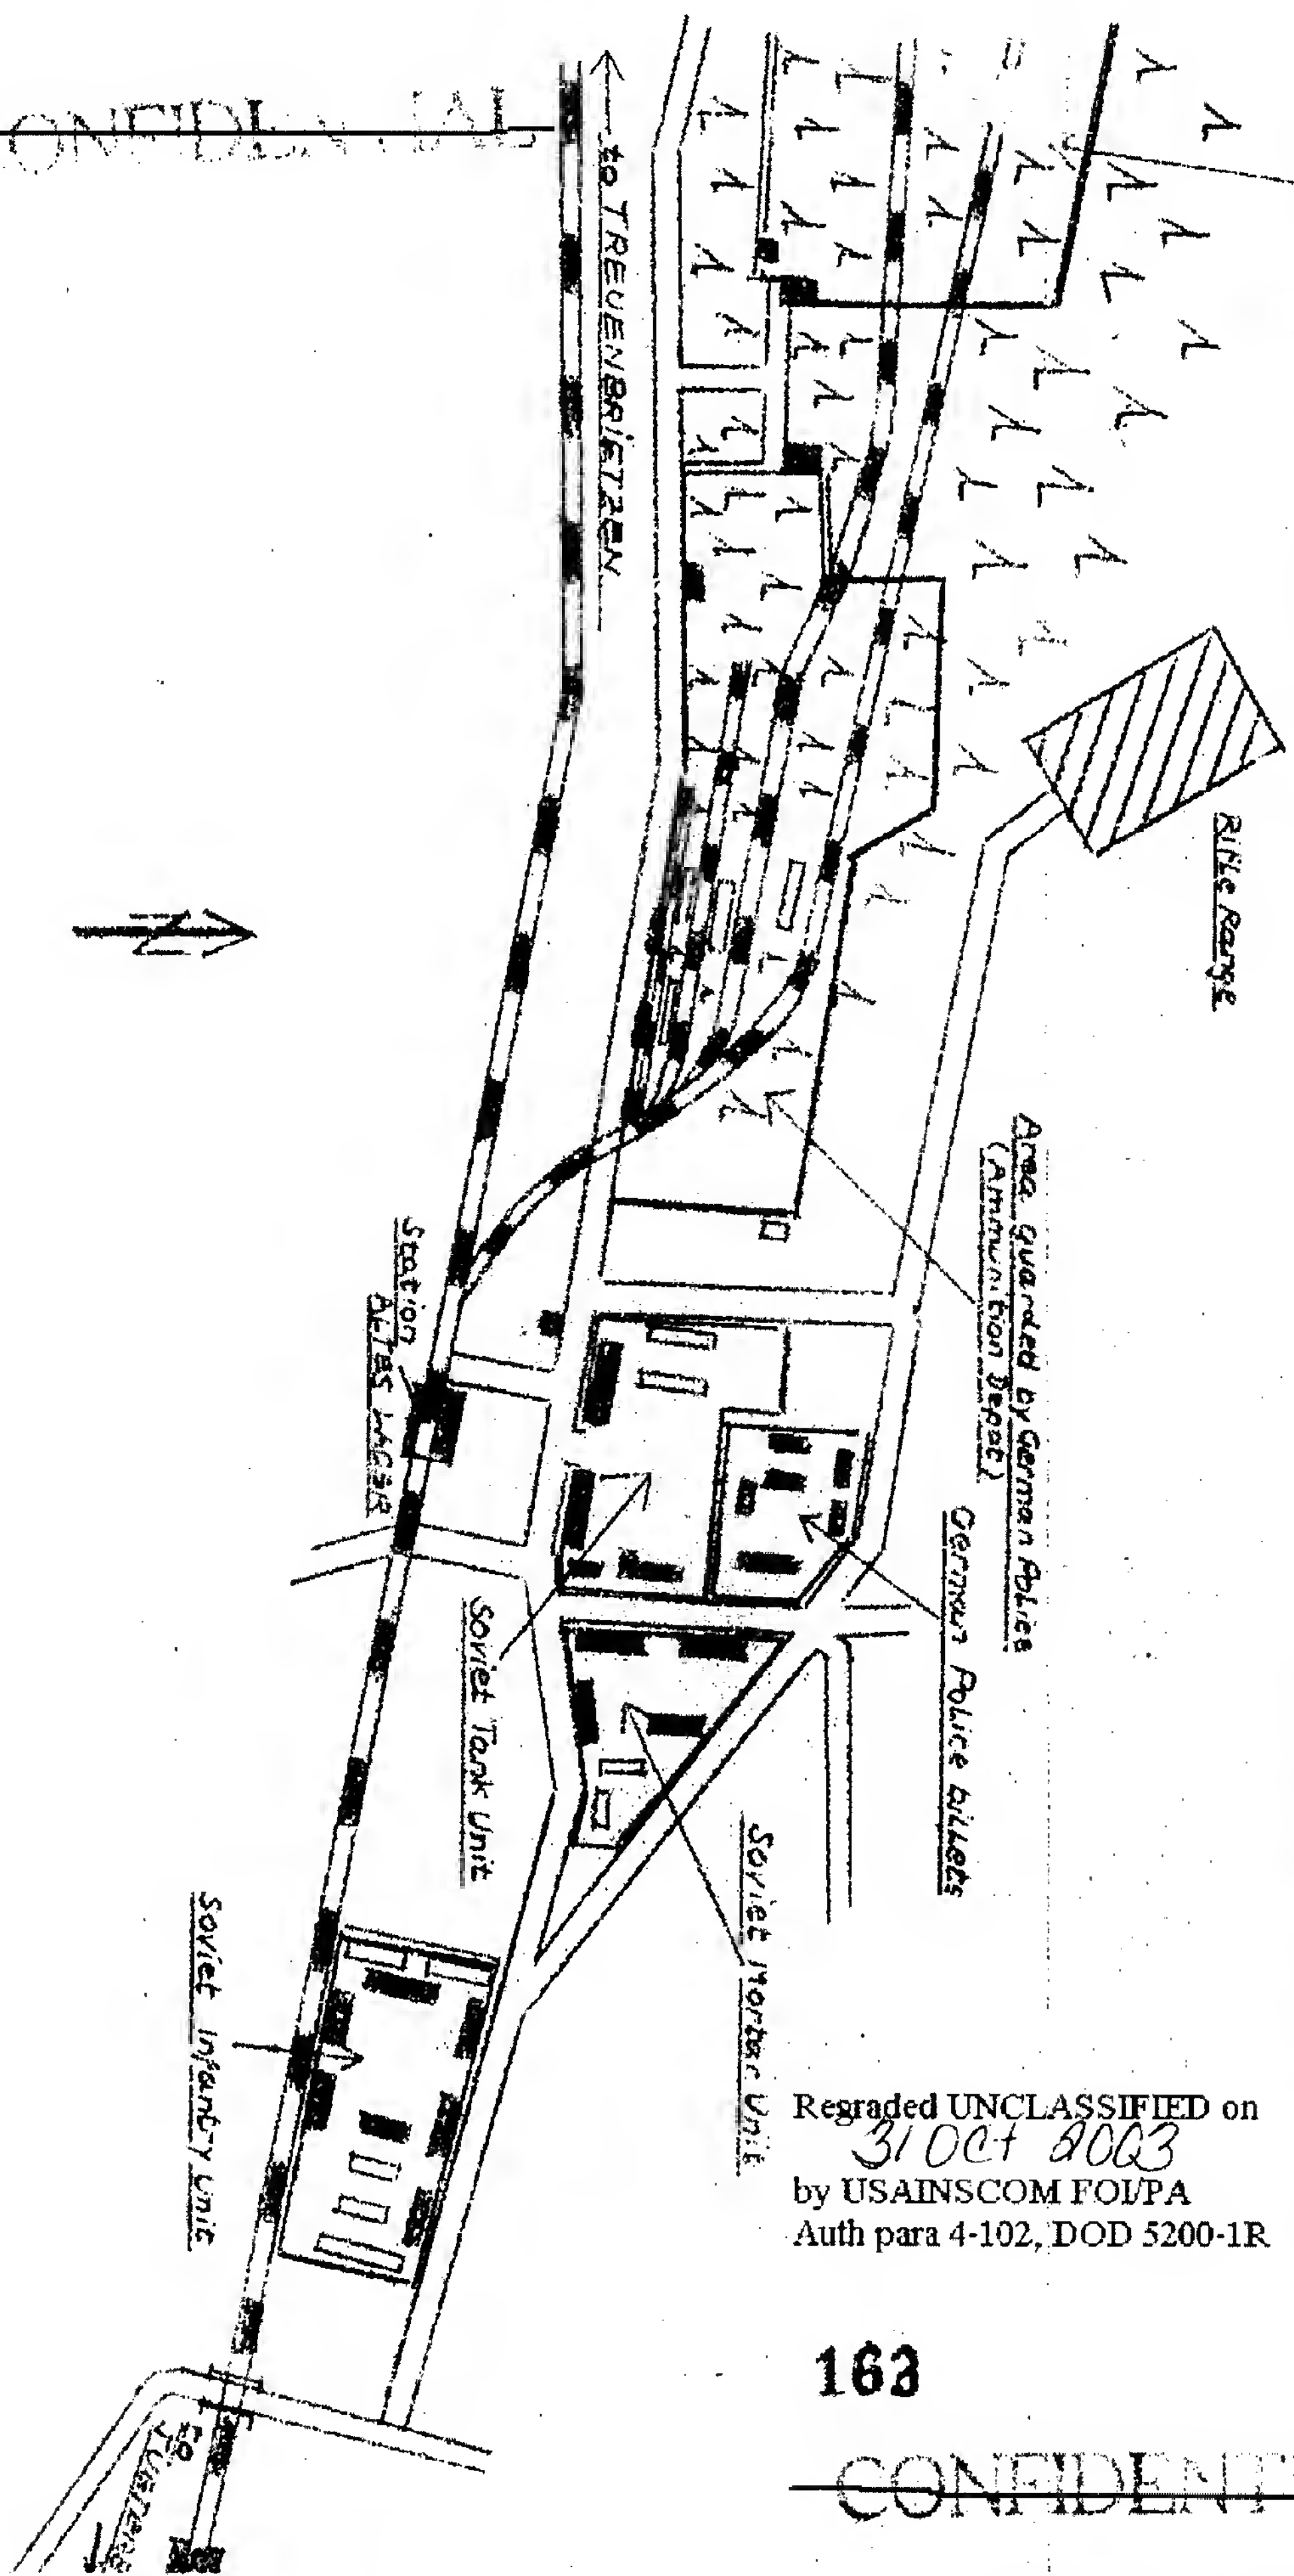 CONFIDENTIAL
← to TREUENBRIETZEN
Rifle Range
Area guarded by German Police
(Ammunition Depot)
German Police billets
Station
ALTES LAGER
Soviet Tank Unit
Soviet Mortar Unit
Soviet Infantry Unit
to
Regraded UNCLASSIFIED on
31 Oct 2003
by USAINSCOM FOI/PA
Auth para 4-102, DOD 5200-1R
163
CONFIDENT